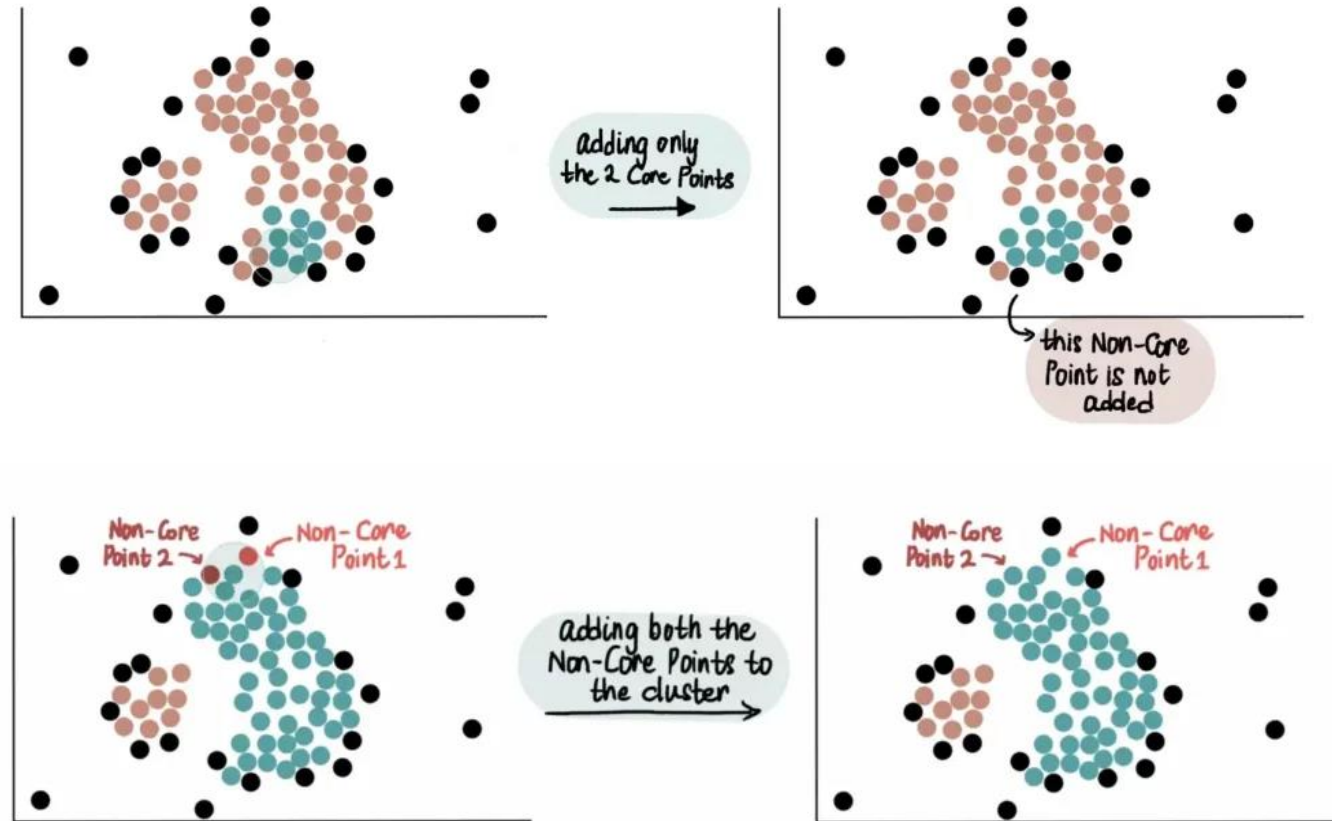 adding only
the 2 Core Points
this Non-Core
Point is not
added
Non-Core
Point 2
Non-Core
Point 1
adding both the
Non-Core Points to
the cluster
Non-Core
Point 2
Non-Core
Point 1